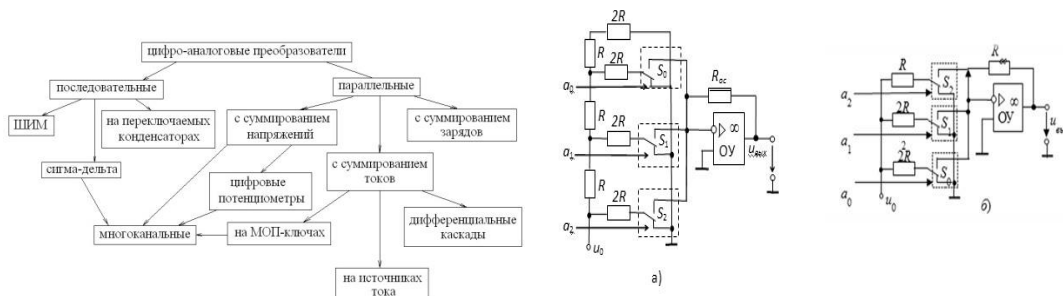 цифро-аналоговые преобразователи
последовательные
параллельные
ШИМ
на переключаемых
конденсаторах
с суммированием
напряжений
с суммированием
зарядов
сигма-дельта
цифровые
потенциометры
с суммированием
токов
многоканальные
на МОП-ключах
дифференциальные
каскады
на источниках
тока
2R
R
2R
S0
a0
Rос
R
2R
S1
a1
▷ ∞
ОУ
uвых
R
2R
S2
a2
u0
а)
R
S2
R
a2
2R
S1
▷ ∞
ОУ
a1
2²R
S0
a0
u0
б)